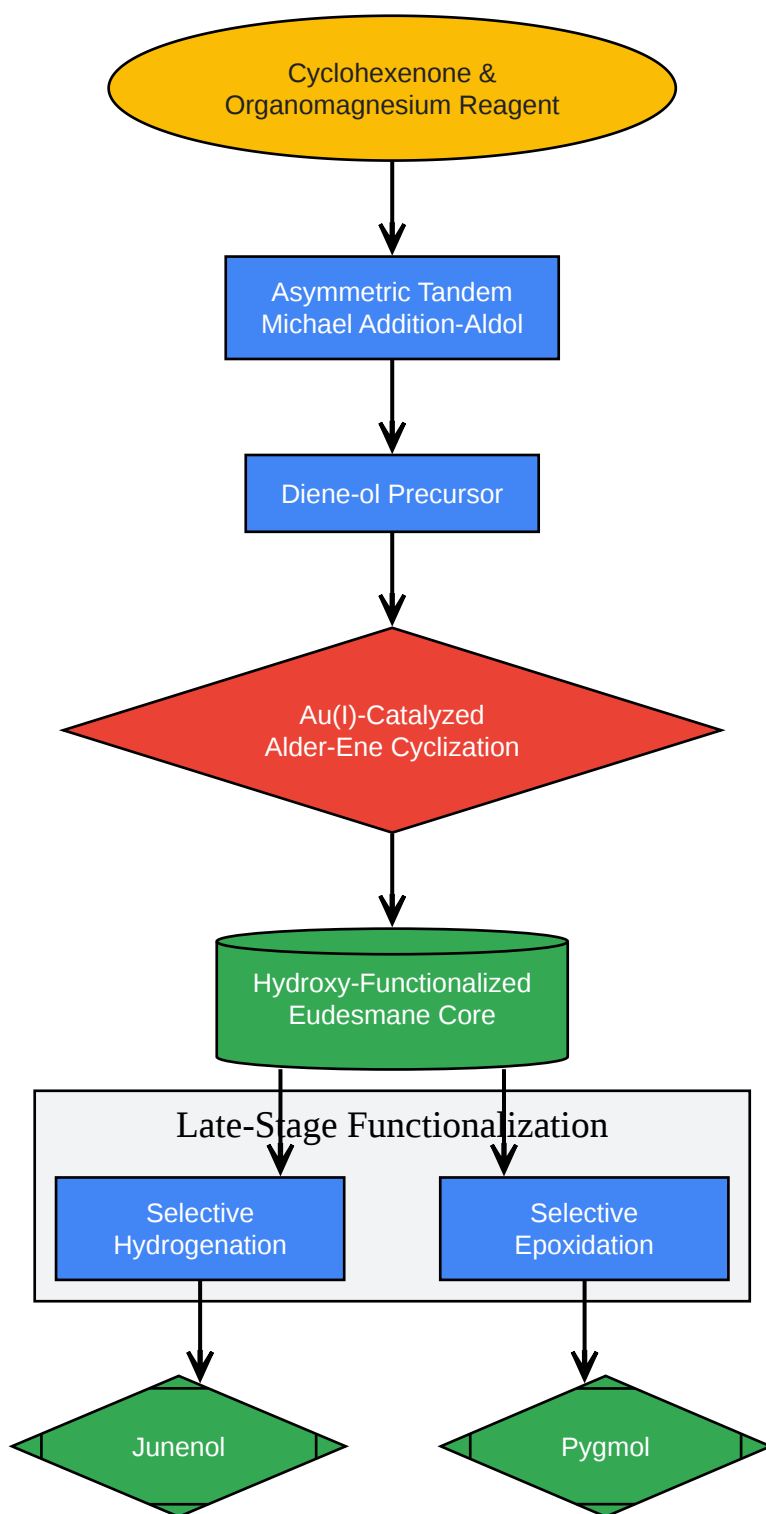 Cyclohexenone &
Organomagnesium Reagent
Asymmetric Tandem
Michael Addition-Aldol
Diene-ol Precursor
Au(I)-Catalyzed
Alder-Ene Cyclization
Hydroxy-Functionalized
Eudesmane Core
Late-Stage Functionalization
Selective
Hydrogenation
Selective
Epoxidation
Junenol
Pygmol